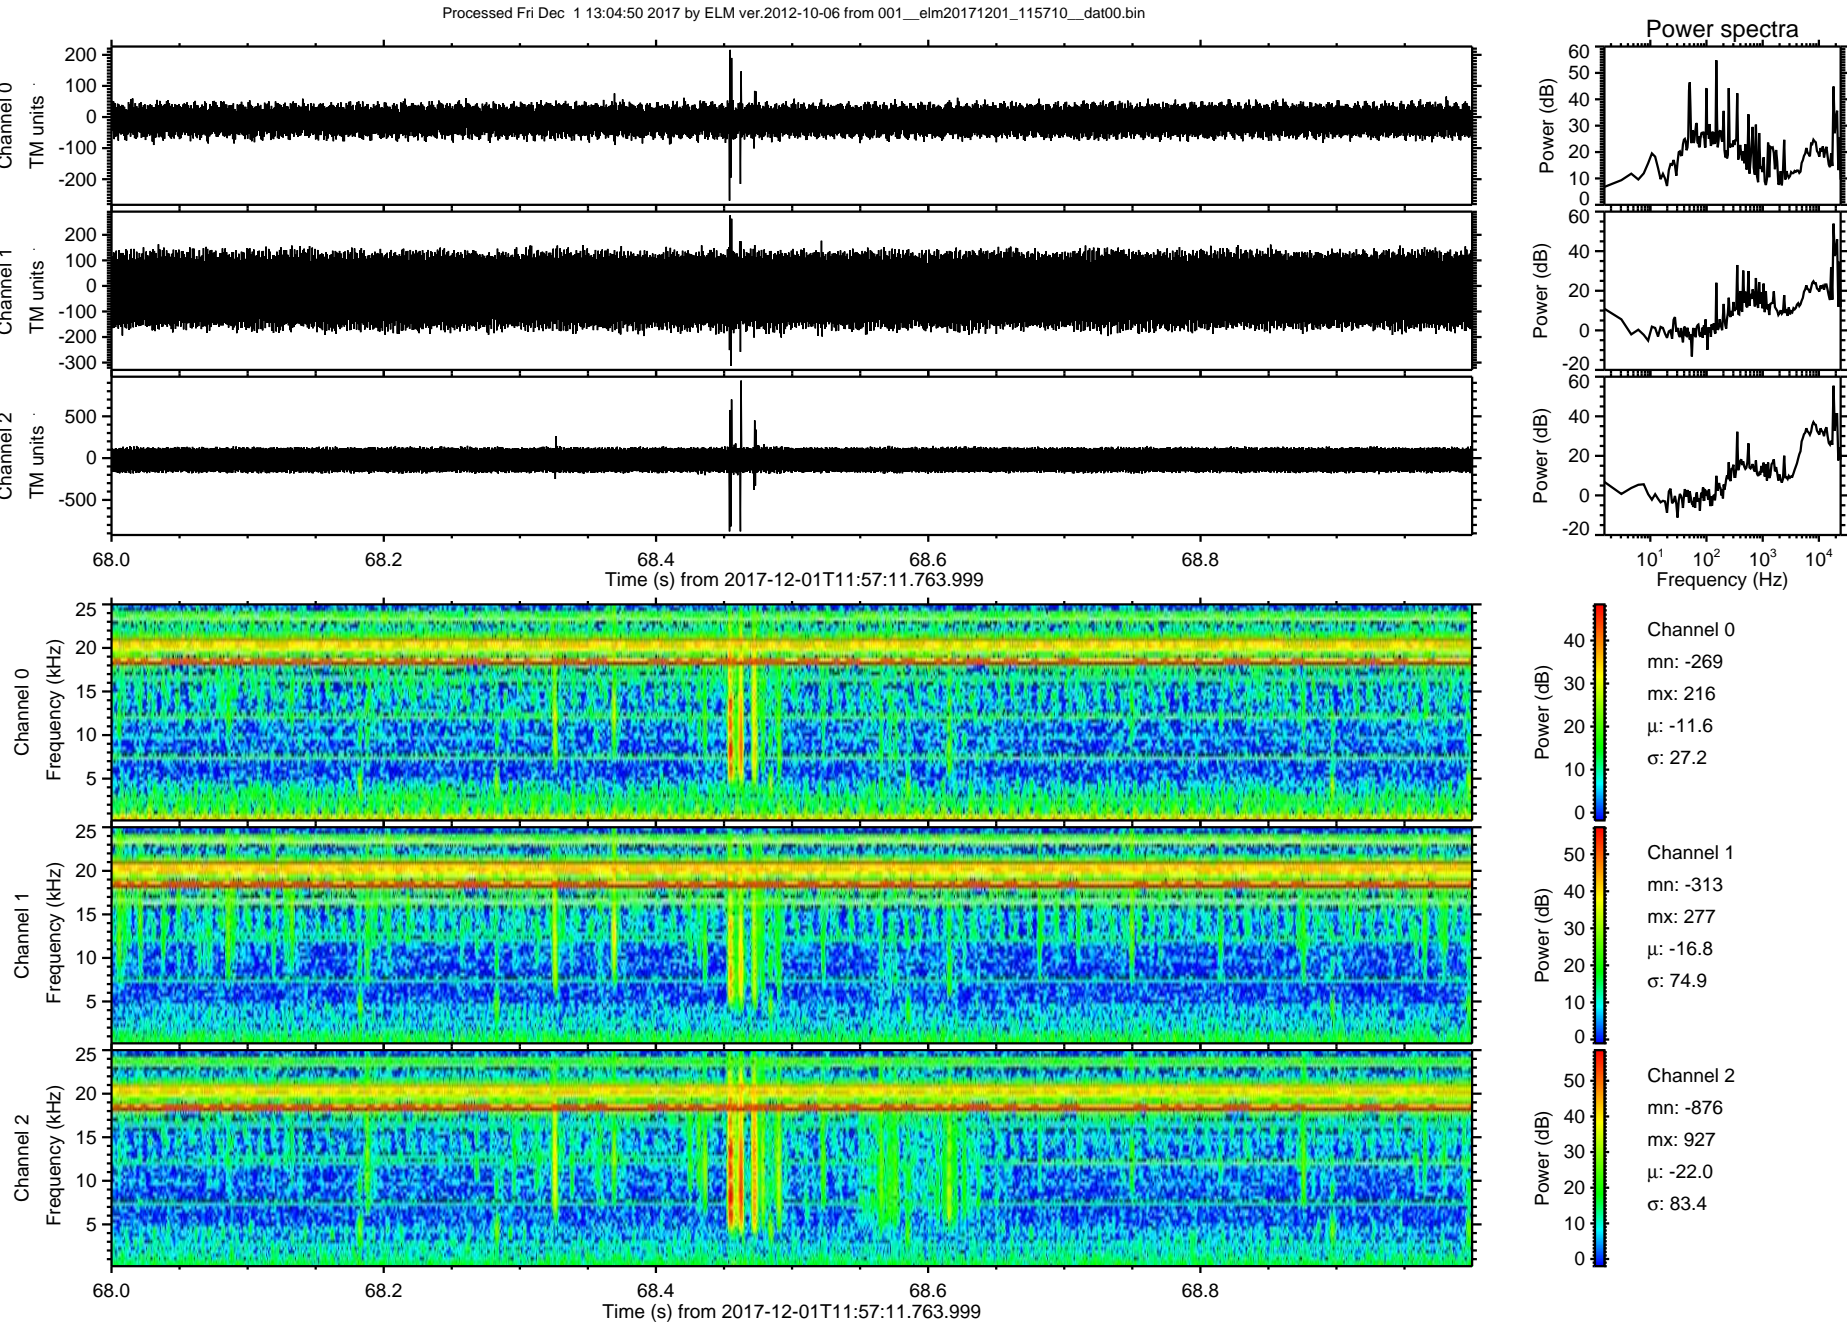 Processed Fri Dec  1 13:04:50 2017 by ELM ver.2012-10-06 from 001__elm20171201_115710__dat00.bin
Power spectra
Channel 0
TM units
200
100
0
-100
-200
Power (dB)
60
50
40
30
20
10
0
Channel 1
TM units
200
100
0
-100
-200
-300
Power (dB)
60
40
20
0
-20
Channel 2
TM units
500
0
-500
Power (dB)
60
40
20
0
-20
68.0 68.2 68.4 68.6 68.8
Time (s) from 2017-12-01T11:57:11.763.999
10^1 10^2 10^3 10^4
Frequency (Hz)
Channel 0
Frequency (kHz)
25
20
15
10
5
Power (dB)
40
30
20
10
0
Channel 0
mn: -269
mx: 216
μ: -11.6
σ: 27.2
Channel 1
Frequency (kHz)
25
20
15
10
5
Power (dB)
50
40
30
20
10
0
Channel 1
mn: -313
mx: 277
μ: -16.8
σ: 74.9
Channel 2
Frequency (kHz)
25
20
15
10
5
Power (dB)
50
40
30
20
10
0
Channel 2
mn: -876
mx: 927
μ: -22.0
σ: 83.4
68.0 68.2 68.4 68.6 68.8
Time (s) from 2017-12-01T11:57:11.763.999